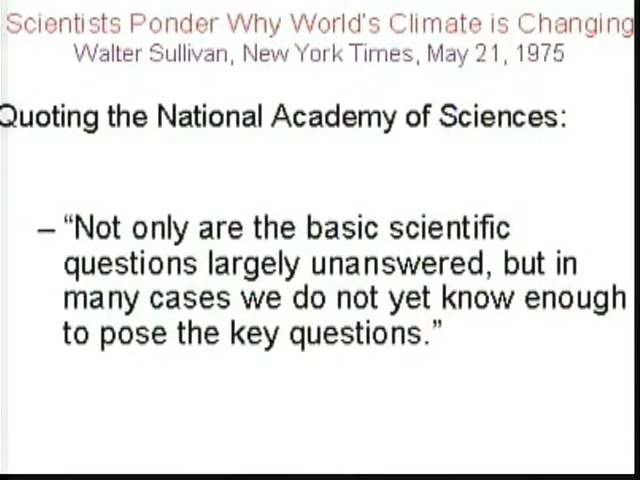 Scientists Ponder Why World's Climate is Changing
Walter Sullivan, New York Times, May 21, 1975
Quoting the National Academy of Sciences:
– “Not only are the basic scientific
questions largely unanswered, but in
many cases we do not yet know enough
to pose the key questions.”